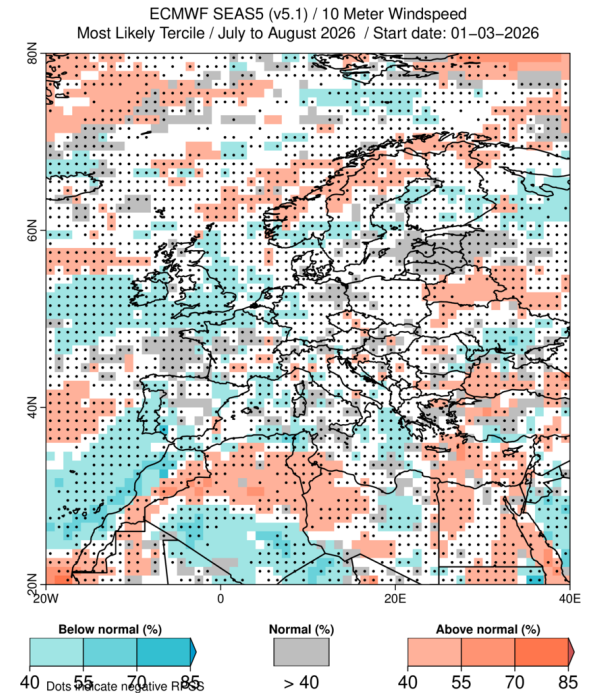 ECMWF SEAS5 (v5.1) / 10 Meter Windspeed
Most Likely Tercile / July to August 2026 / Start date: 01−03−2026
80N
60N
40N
20N
20W 0 20E 40E
Below normal (%) Normal (%) Above normal (%)
40 55 70 85 > 40 40 55 70 85
Dots indicate negative RPSS